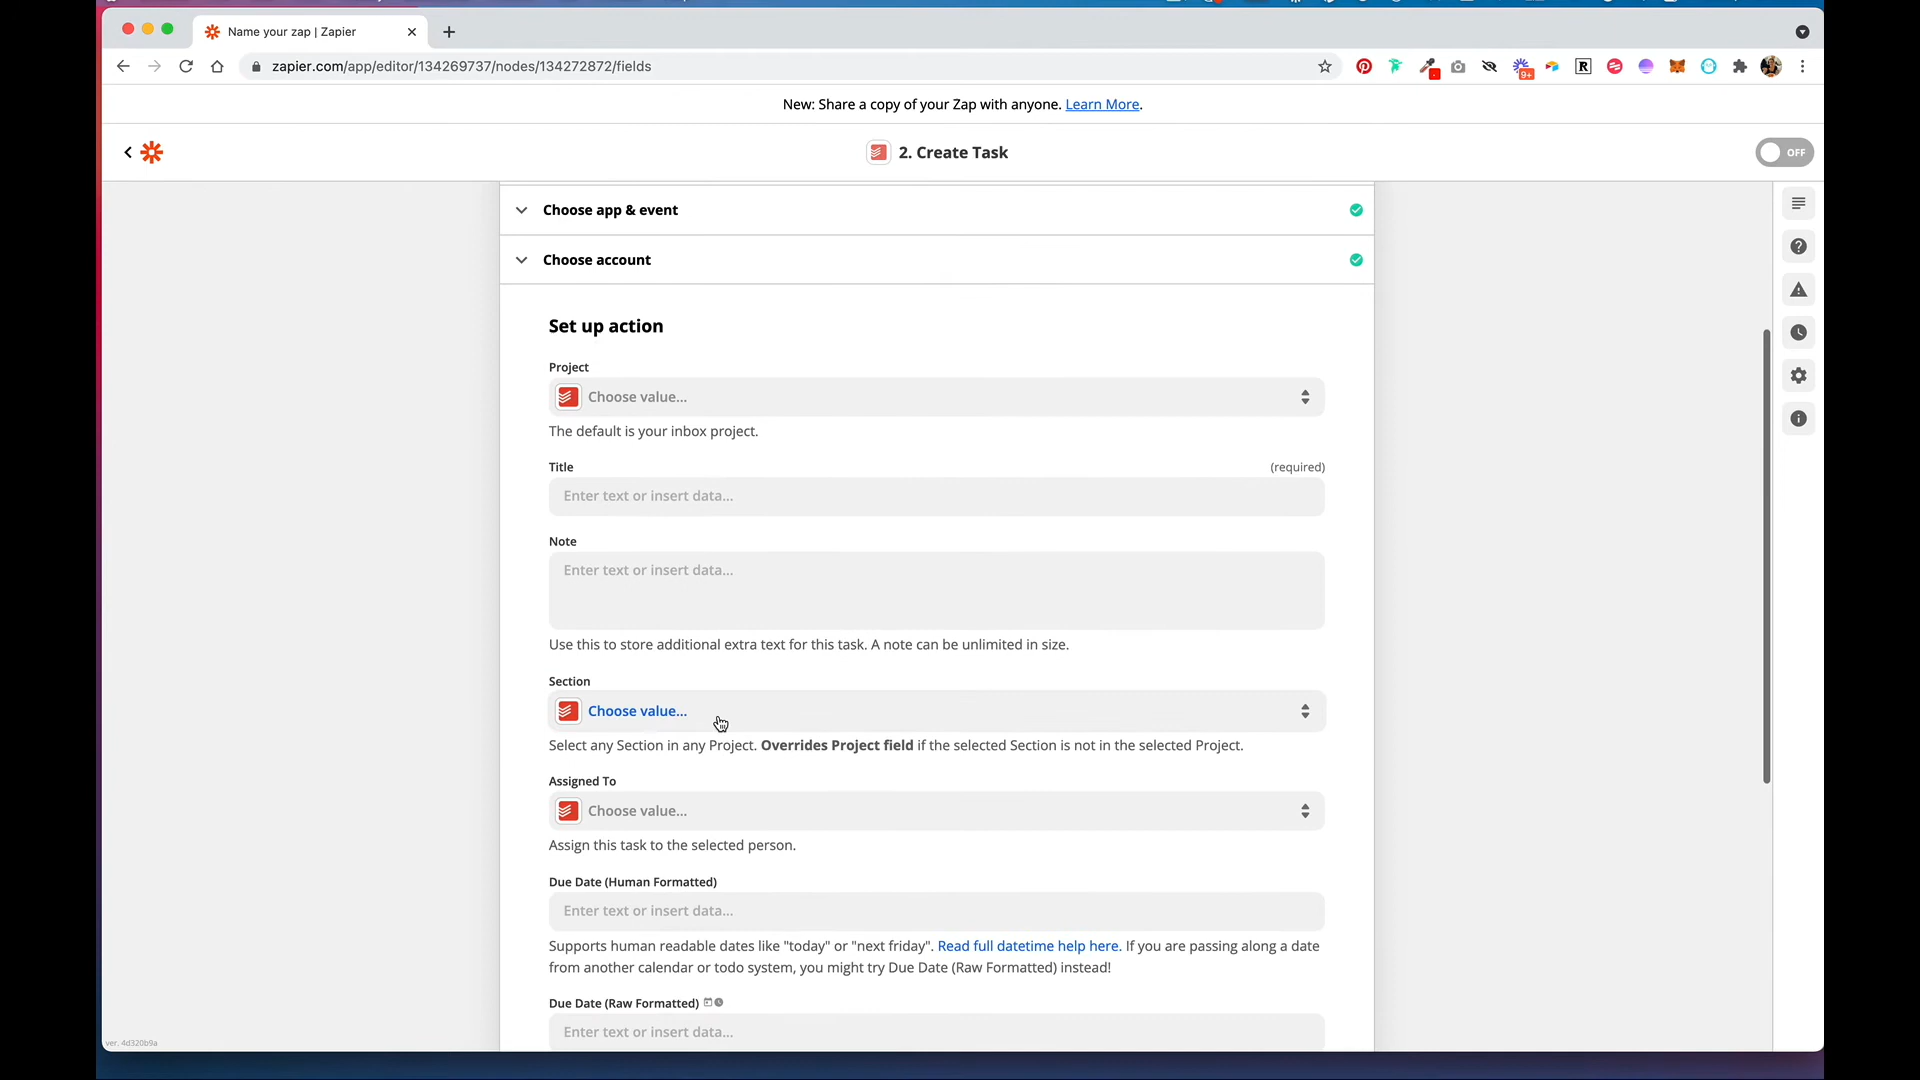 Name your zap | Zapier
zapier.com/app/editor/134269737/nodes/134272872/fields
9+
New: Share a copy of your Zap with anyone. Learn More.
2. Create Task
OFF
Choose app & event
Choose account
Set up action
Project
Choose value...
The default is your inbox project.
Title (required)
Enter text or insert data...
Note
Enter text or insert data...
Use this to store additional extra text for this task. A note can be unlimited in size.
Section
Choose value...
Select any Section in any Project. Overrides Project field if the selected Section is not in the selected Project.
Assigned To
Choose value...
Assign this task to the selected person.
Due Date (Human Formatted)
Enter text or insert data...
Supports human readable dates like "today" or "next friday". Read full datetime help here. If you are passing along a date
from another calendar or todo system, you might try Due Date (Raw Formatted) instead!
Due Date (Raw Formatted)
Enter text or insert data...
ver. 4d320b9a